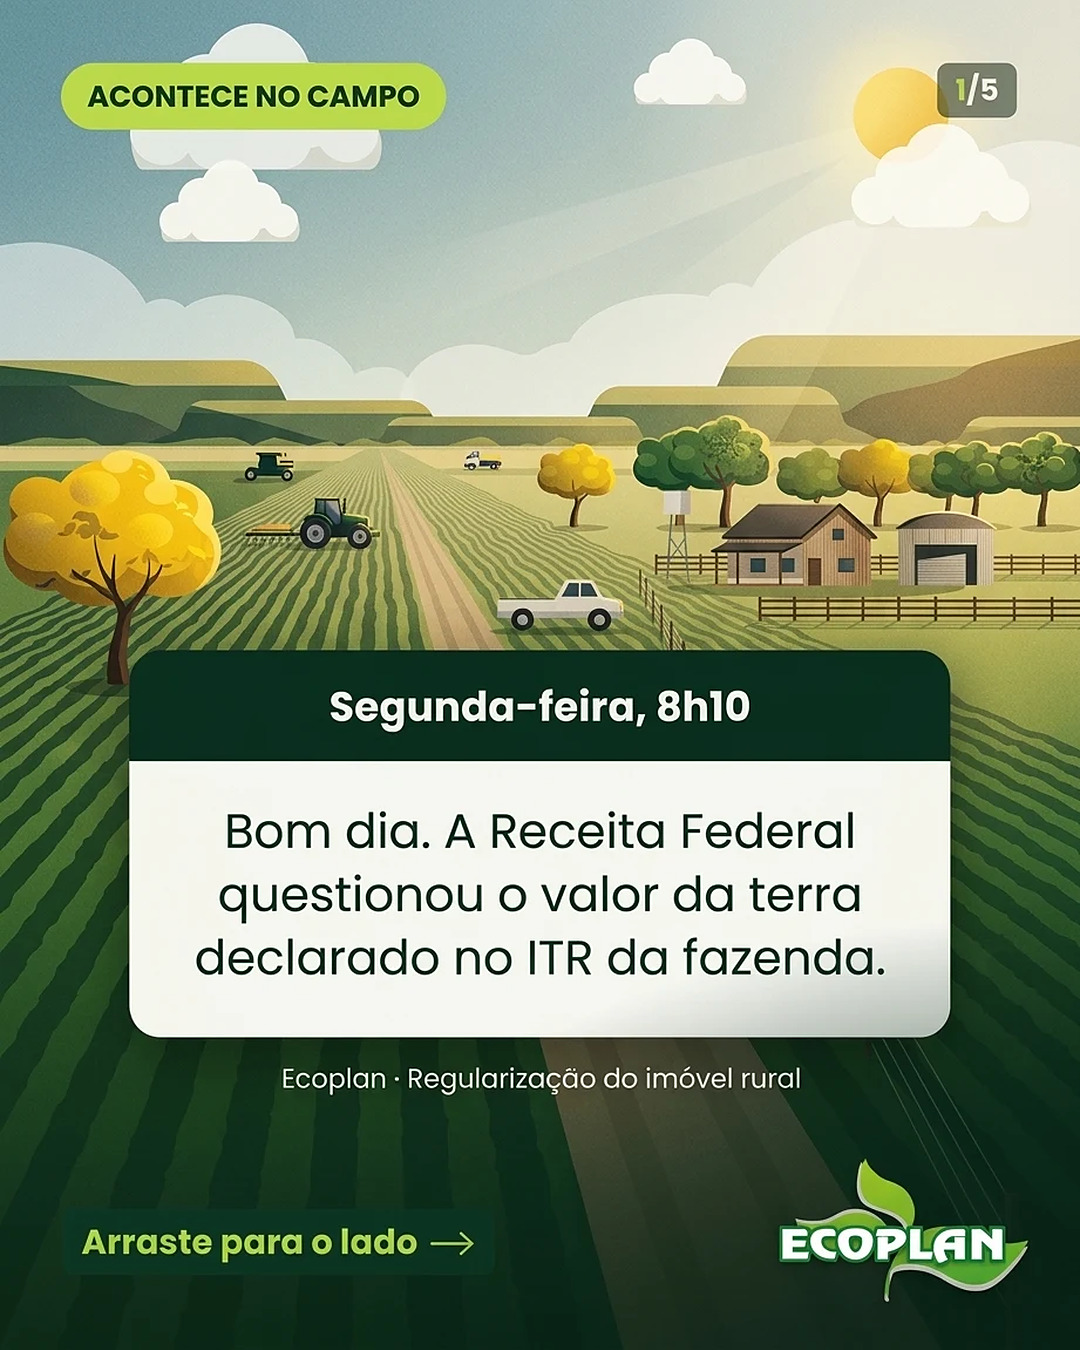 ACONTECE NO CAMPO
1/5
Segunda-feira, 8h10
Bom dia. A Receita Federal
questionou o valor da terra
declarado no ITR da fazenda.
Ecoplan · Regularização do imóvel rural
Arraste para o lado →
ECOPLAN